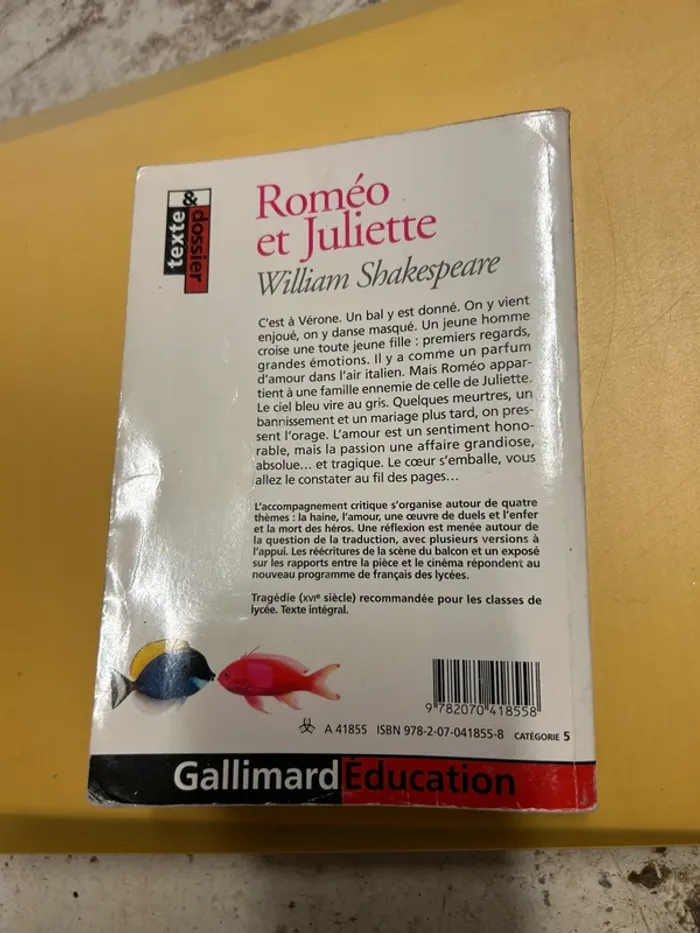 texte & dossier
Roméo
et Juliette
William Shakespeare
C'est à Vérone. Un bal y est donné. On y vient
enjoué, on y danse masqué. Un jeune homme
croise une toute jeune fille : premiers regards,
grandes émotions. Il y a comme un parfum
d'amour dans l'air italien. Mais Roméo appar-
tient à une famille ennemie de celle de Juliette.
Le ciel bleu vire au gris. Quelques meurtres, un
bannissement et un mariage plus tard, on pres-
sent l'orage. L'amour est un sentiment hono-
rable, mais la passion une affaire grandiose,
absolue... et tragique. Le cœur s'emballe, vous
allez le constater au fil des pages...
L'accompagnement critique s'organise autour de quatre
thèmes : la haine, l'amour, une œuvre de duels et l'enfer
et la mort des héros. Une réflexion est menée autour de
la question de la traduction, avec plusieurs versions à
l'appui. Les réécritures de la scène du balcon et un exposé
sur les rapports entre la pièce et le cinéma répondent au
nouveau programme de français des lycées.
Tragédie (XVIe siècle) recommandée pour les classes de
lycée. Texte intégral.
9 782070 418558
A 41855 ISBN 978-2-07-041855-8 CATÉGORIE 5
Gallimard Éducation